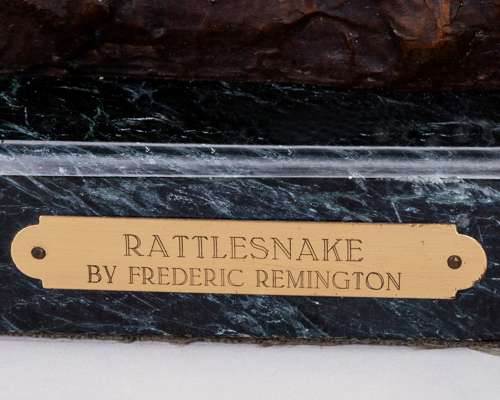 RATTLESNAKE
BY FREDERIC REMINGTON